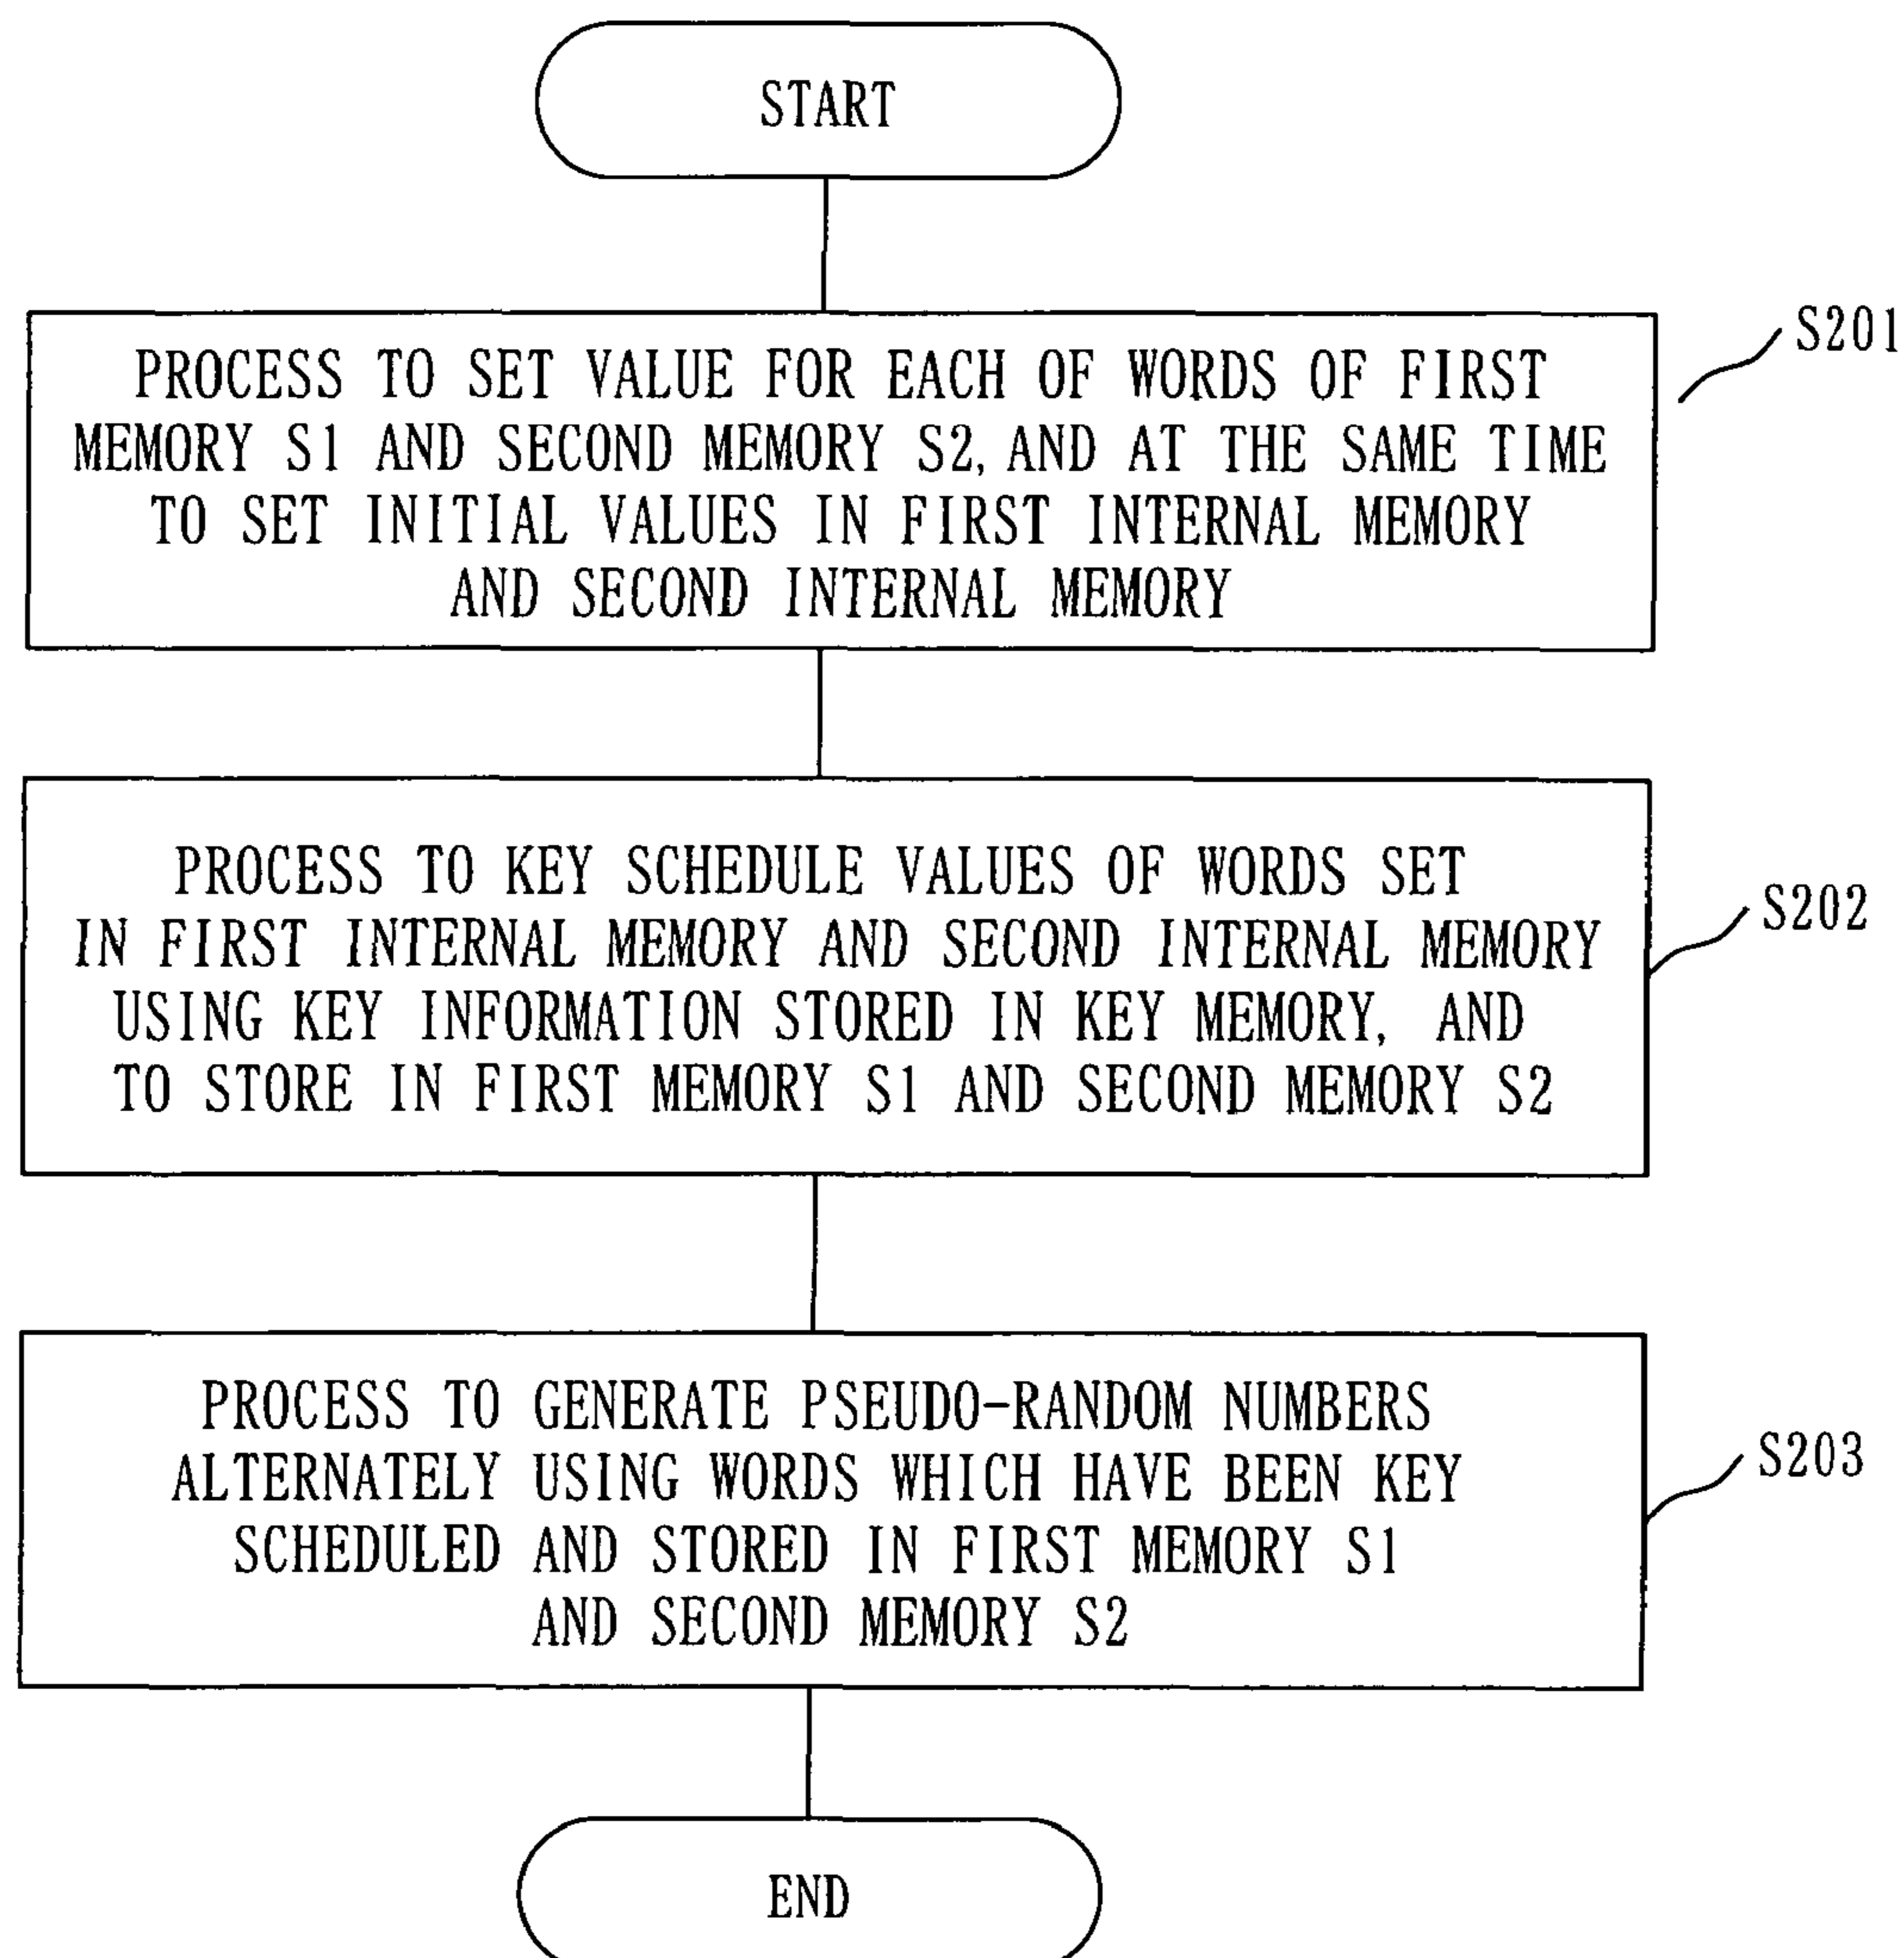 START
S201
PROCESS TO SET VALUE FOR EACH OF WORDS OF FIRST
MEMORY S1 AND SECOND MEMORY S2, AND AT THE SAME TIME
TO SET INITIAL VALUES IN FIRST INTERNAL MEMORY
AND SECOND INTERNAL MEMORY
S202
PROCESS TO KEY SCHEDULE VALUES OF WORDS SET
IN FIRST INTERNAL MEMORY AND SECOND INTERNAL MEMORY
USING KEY INFORMATION STORED IN KEY MEMORY, AND
TO STORE IN FIRST MEMORY S1 AND SECOND MEMORY S2
S203
PROCESS TO GENERATE PSEUDO-RANDOM NUMBERS
ALTERNATELY USING WORDS WHICH HAVE BEEN KEY
SCHEDULED AND STORED IN FIRST MEMORY S1
AND SECOND MEMORY S2
END